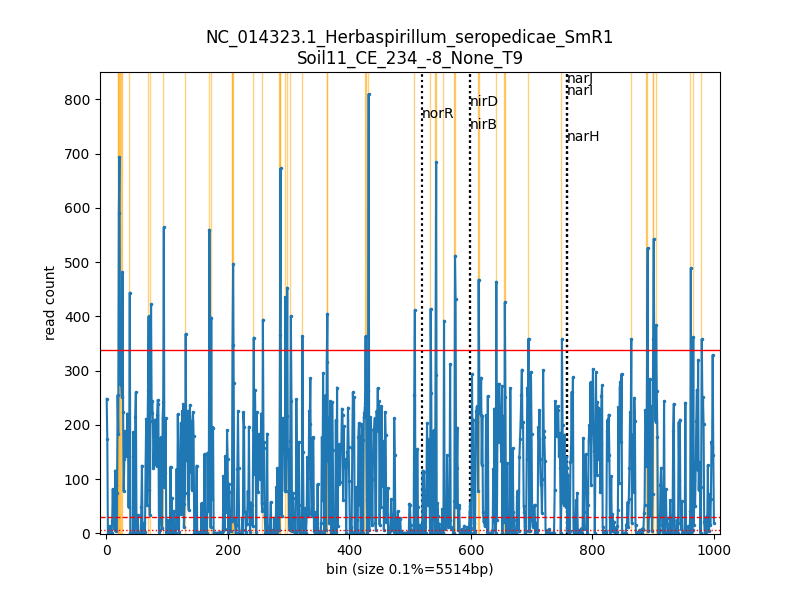 NC_014323.1_Herbaspirillum_seropedicae_SmR1
Soil11_CE_234_-8_None_T9
narJ
narI
nirD
norR
nirB
narH
800
700
600
500
400
300
200
100
0
read count
0
200
400
600
800
1000
bin (size 0.1%=5514bp)